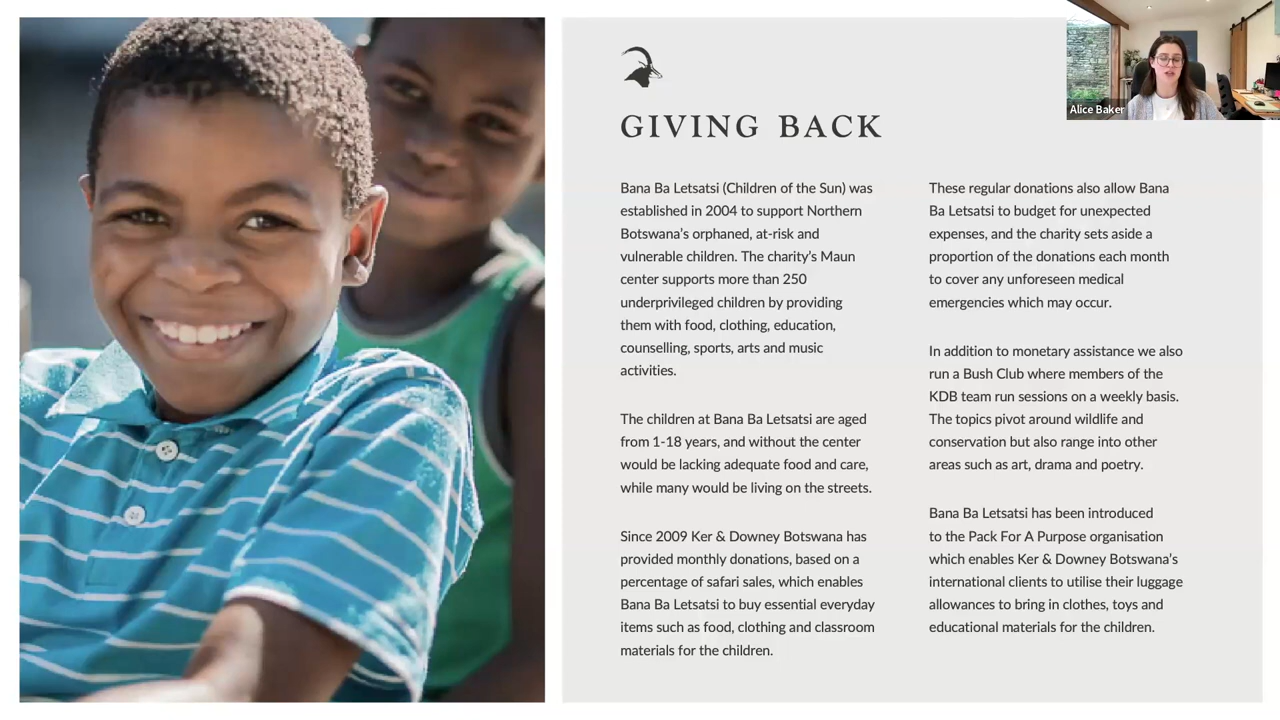 GIVING BACK
Bana Ba Letsatsi (Children of the Sun) was
established in 2004 to support Northern
Botswana's orphaned, at-risk and
vulnerable children. The charity's Maun
center supports more than 250
underprivileged children by providing
them with food, clothing, education,
counselling, sports, arts and music
activities.
The children at Bana Ba Letsatsi are aged
from 1-18 years, and without the center
would be lacking adequate food and care,
while many would be living on the streets.
Since 2009 Ker & Downey Botswana has
provided monthly donations, based on a
percentage of safari sales, which enables
Bana Ba Letsatsi to buy essential everyday
items such as food, clothing and classroom
materials for the children.
These regular donations also allow Bana
Ba Letsatsi to budget for unexpected
expenses, and the charity sets aside a
proportion of the donations each month
to cover any unforeseen medical
emergencies which may occur.
In addition to monetary assistance we also
run a Bush Club where members of the
KDB team run sessions on a weekly basis.
The topics pivot around wildlife and
conservation but also range into other
areas such as art, drama and poetry.
Bana Ba Letsatsi has been introduced
to the Pack For A Purpose organisation
which enables Ker & Downey Botswana's
international clients to utilise their luggage
allowances to bring in clothes, toys and
educational materials for the children.
Alice Baker